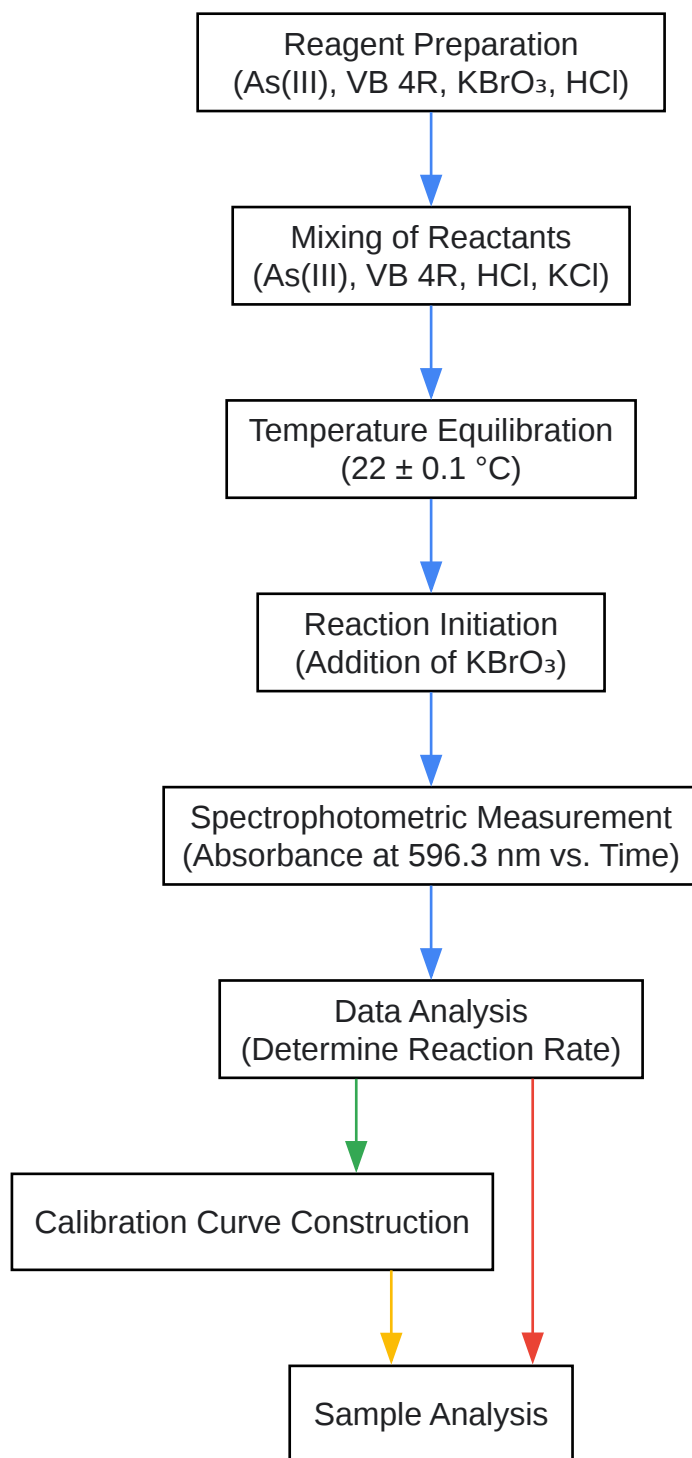 Reagent Preparation
(As(III), VB 4R, KBrO₃, HCl)
Mixing of Reactants
(As(III), VB 4R, HCl, KCl)
Temperature Equilibration
(22 ± 0.1 °C)
Reaction Initiation
(Addition of KBrO₃)
Spectrophotometric Measurement
(Absorbance at 596.3 nm vs. Time)
Data Analysis
(Determine Reaction Rate)
Calibration Curve Construction
Sample Analysis